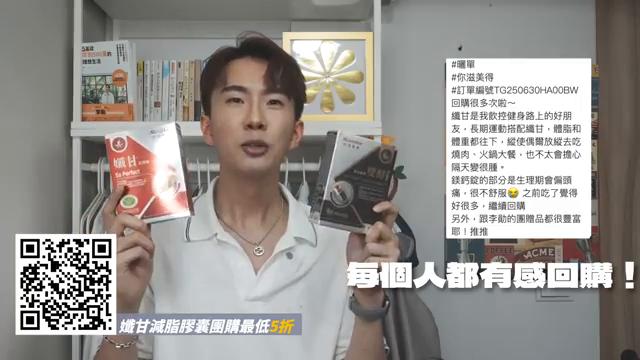 #曬單
#你滋美得
#訂單編號TG250630HA00BW
回購很多次啦～
孅甘是我飲控健身路上的好朋
友，長期運動搭配孅甘，體脂和
體重都往下，縱使偶爾放縱去吃
燒肉、火鍋大餐，也不太會擔心
隔天變很腫。
鎂鈣錠的部分是生理期會偏頭
痛，很不舒服😭 之前吃了覺得
好很多，繼續回購
另外，跟李勛的團贈品都很豐富
耶！推推
孅甘
So Perfect
雙醇
COFFEE
ACME
每個人都有感回購！
孅甘減脂膠囊團購最低5折